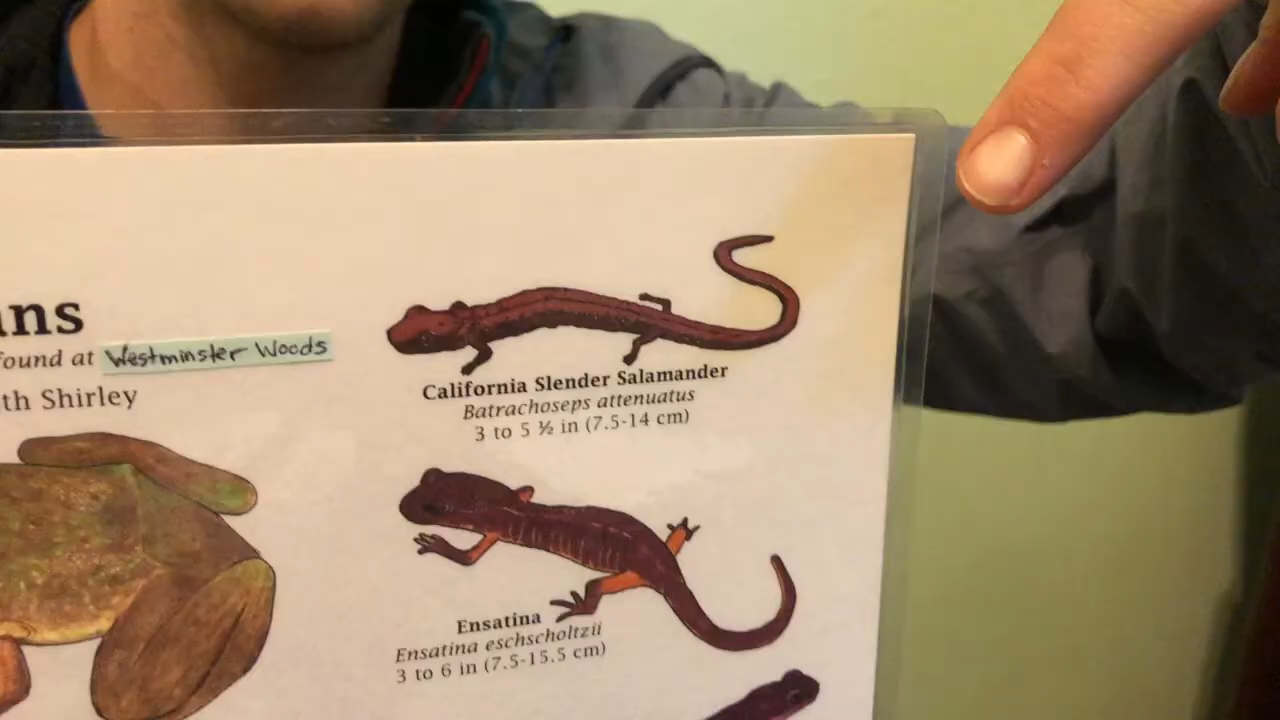 ans
found at Westminster Woods
th Shirley
California Slender Salamander
Batrachoseps attenuatus
3 to 5 ½ in (7.5-14 cm)
Ensatina
Ensatina eschscholtzii
3 to 6 in (7.5-15.5 cm)